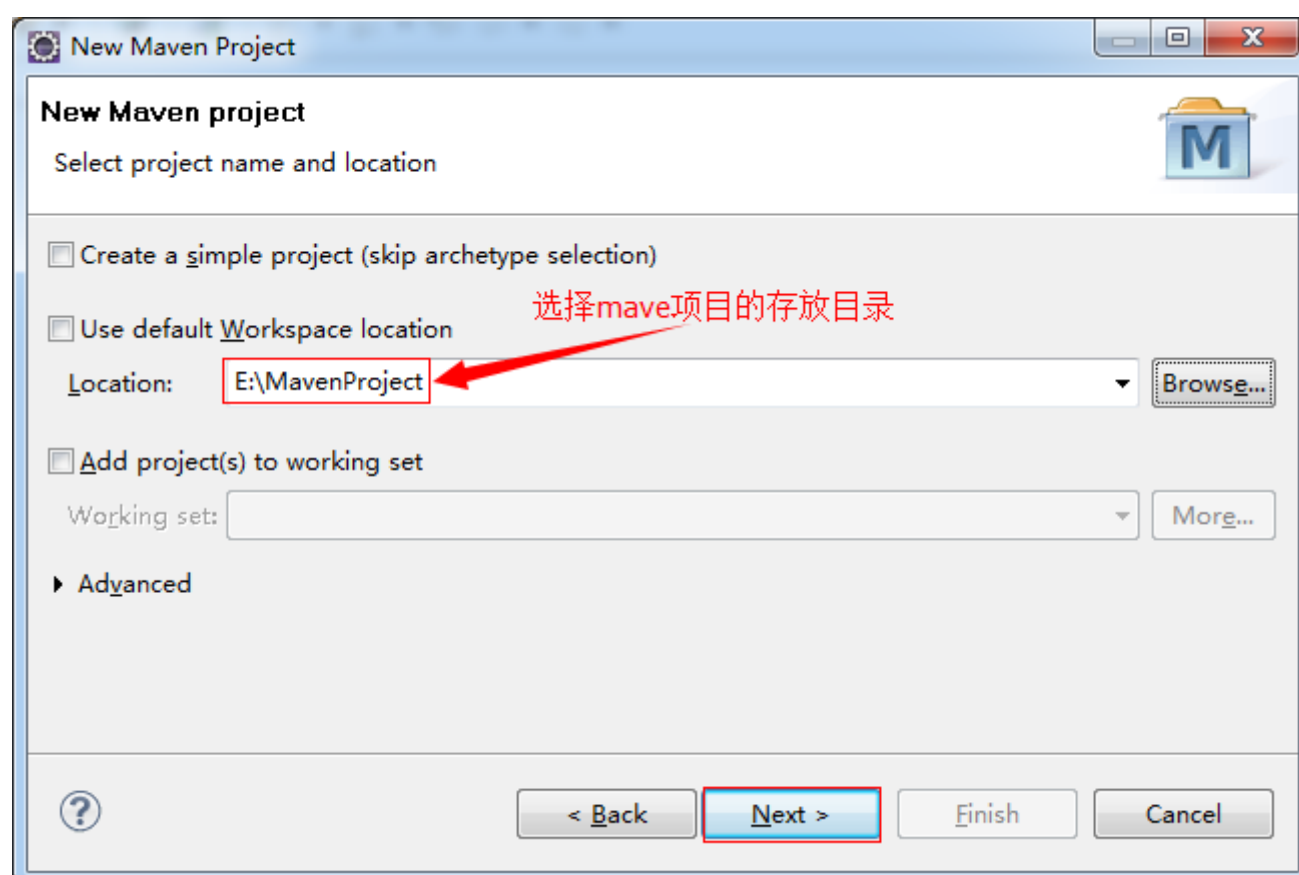 New Maven Project
New Maven project
Select project name and location
M
Create a simple project (skip archetype selection)
选择mave项目的存放目录
Use default Workspace location
Location: E:\MavenProject Browse...
Add project(s) to working set
Working set: More...
Advanced
? < Back Next > Finish Cancel